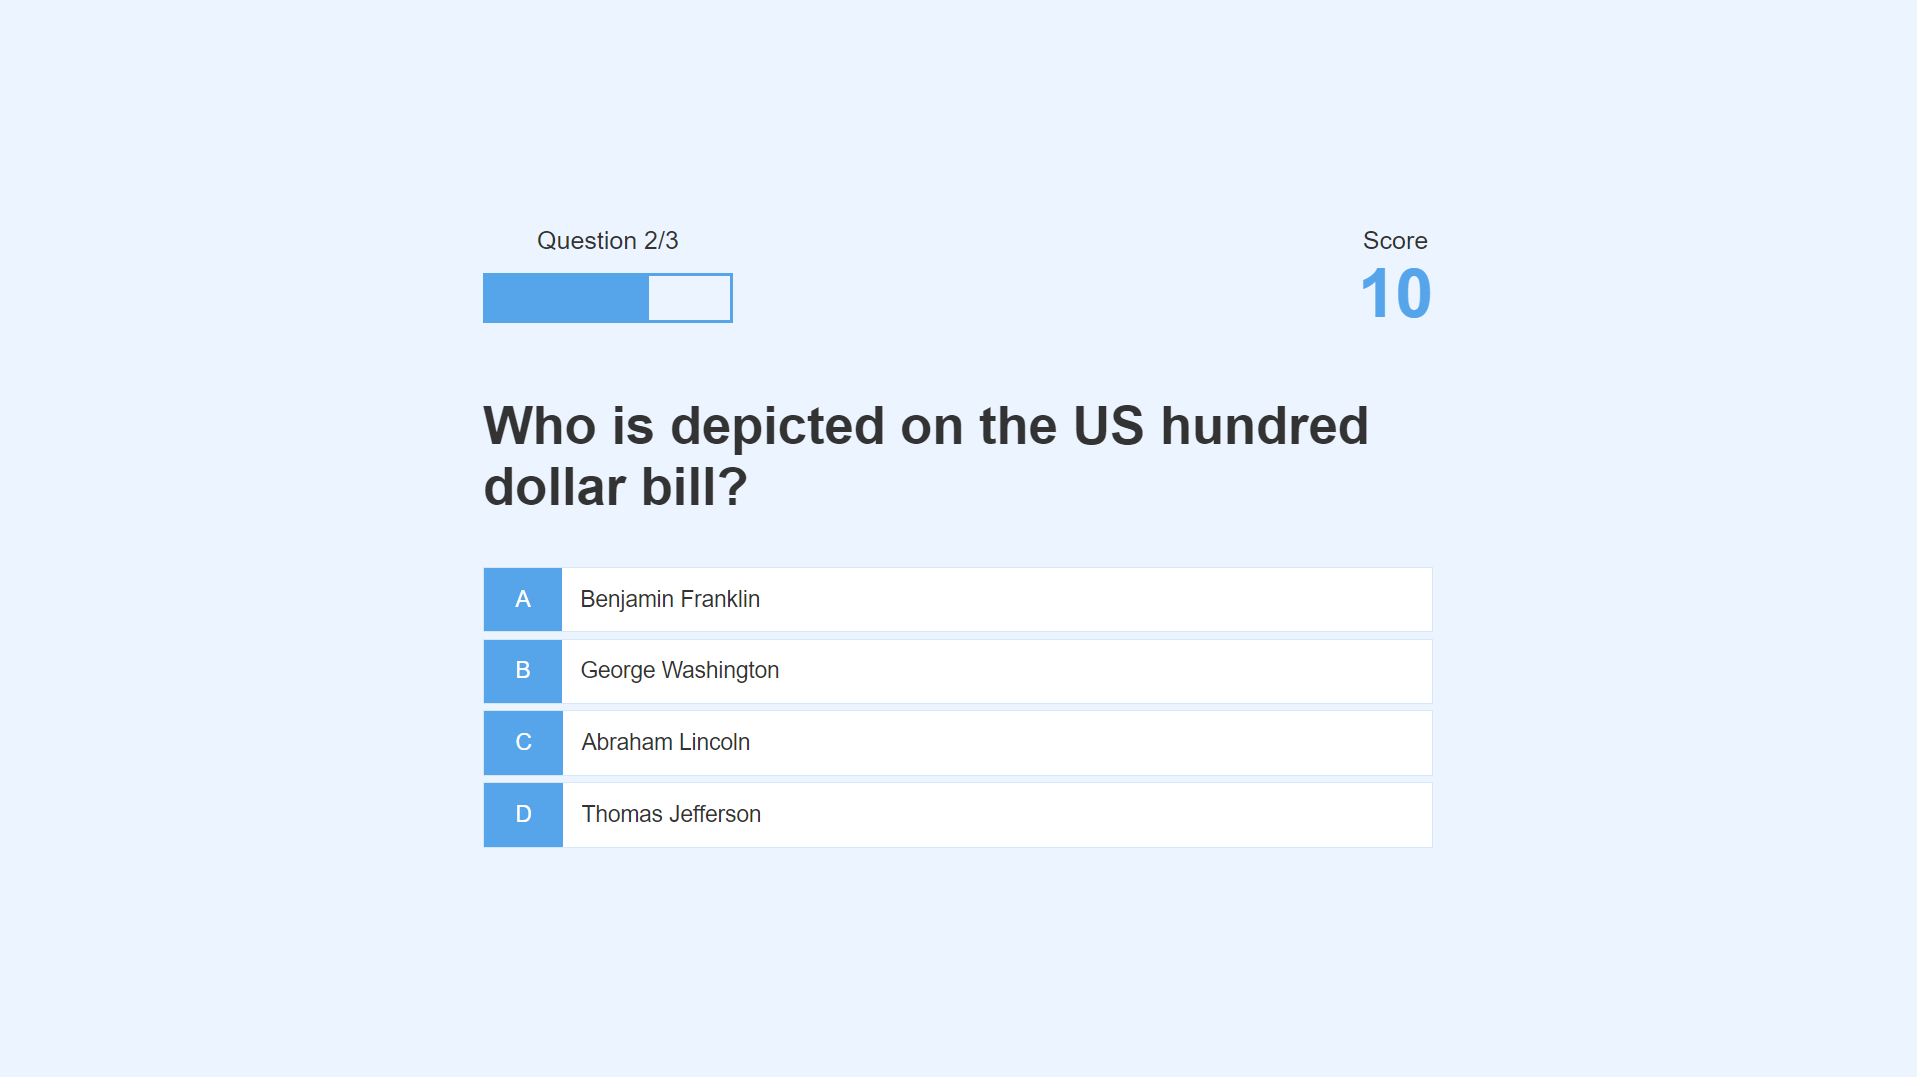 Question 2/3
Score
10
Who is depicted on the US hundred
dollar bill?
A Benjamin Franklin
B George Washington
C Abraham Lincoln
D Thomas Jefferson